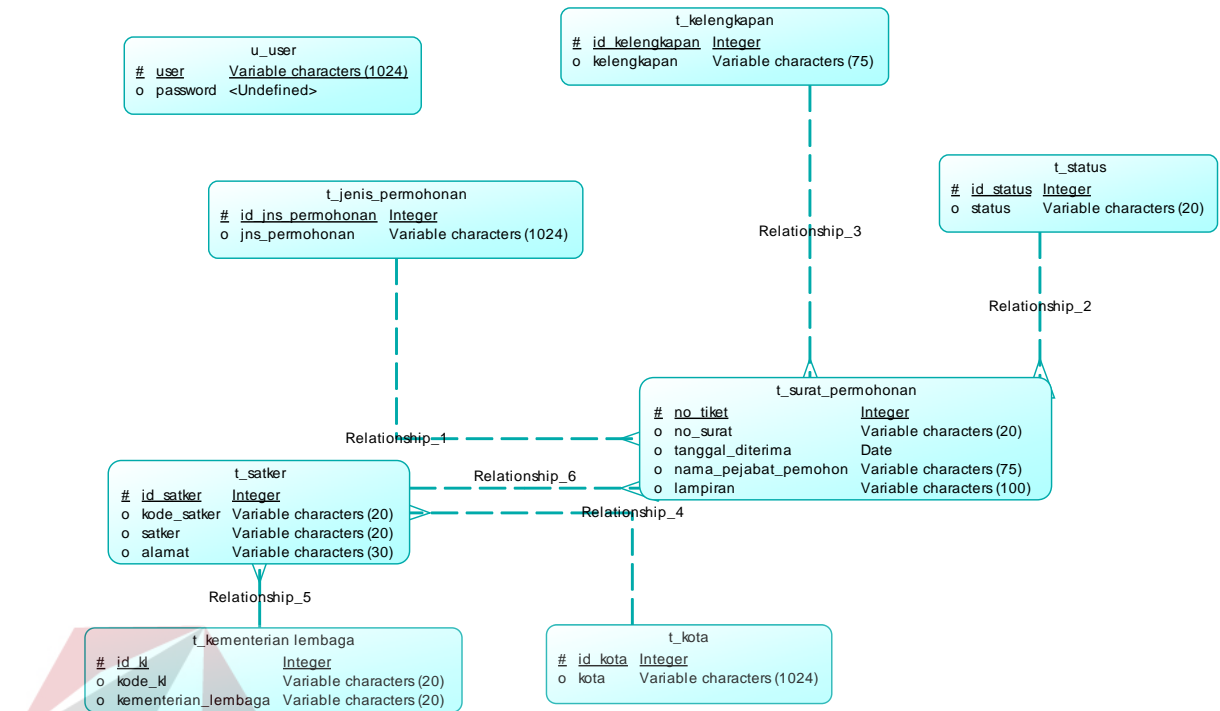 t_kelengkapan
# id_kelengkapan Integer
o kelengkapan Variable characters (75)
u_user
# user Variable characters (1024)
o password <Undefined>
t_status
# id_status Integer
o status Variable characters (20)
t_jenis_permohonan
# id_jns_permohonan Integer
o jns_permohonan Variable characters (1024)
Relationship_3
Relationship_2
t_surat_permohonan
# no_tiket Integer
o no_surat Variable characters (20)
o tanggal_diterima Date
o nama_pejabat_pemohon Variable characters (75)
o lampiran Variable characters (100)
Relationship_1
t_satker
# id_satker Integer
o kode_satker Variable characters (20)
o satker Variable characters (20)
o alamat Variable characters (30)
Relationship_6
Relationship_4
Relationship_5
t_kementerian lembaga
# id_kl Integer
o kode_kl Variable characters (20)
o kementerian_lembaga Variable characters (20)
t_kota
# id_kota Integer
o kota Variable characters (1024)